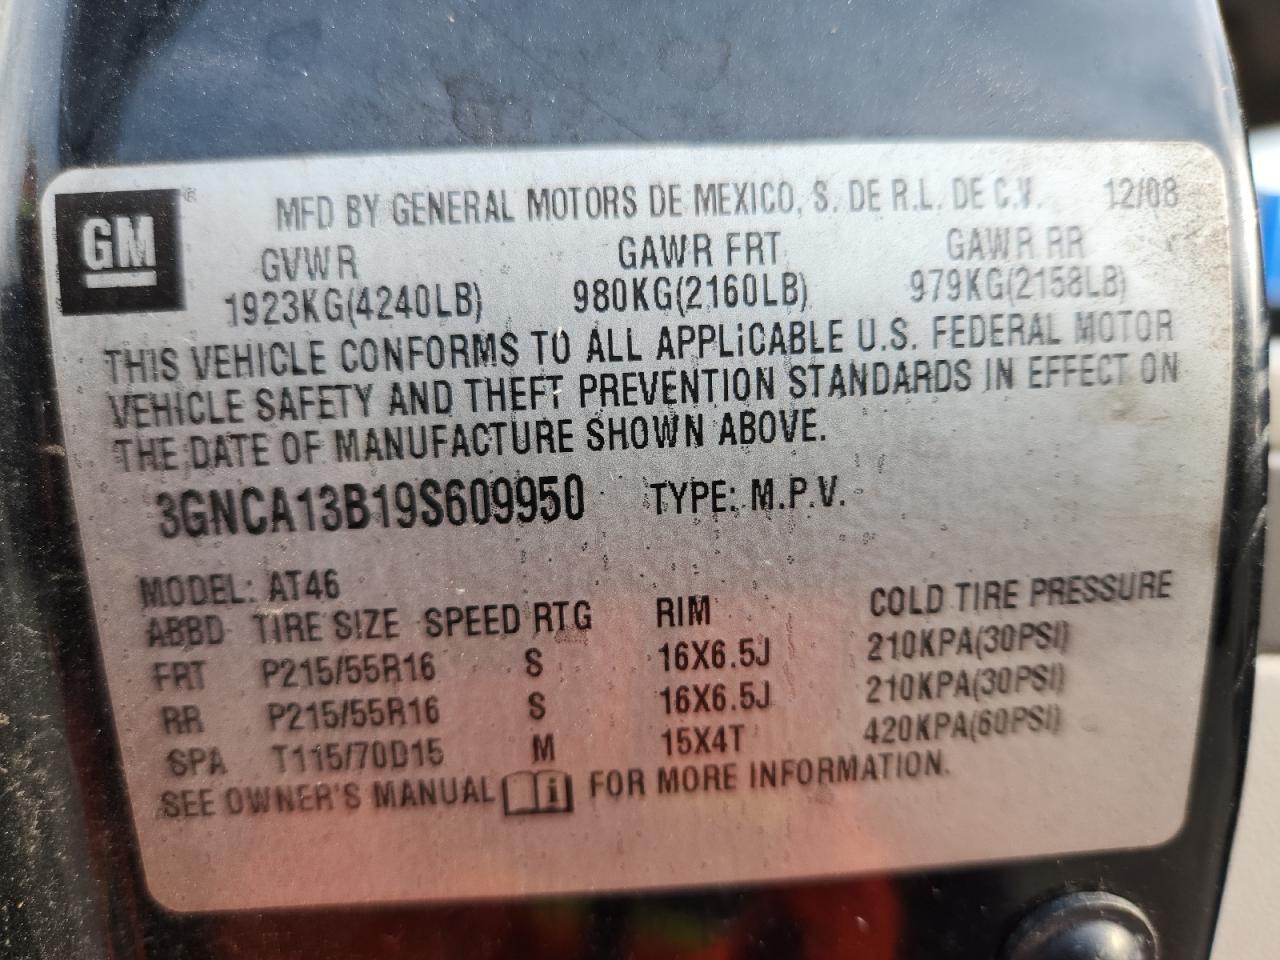 GM ®
MFD BY GENERAL MOTORS DE MEXICO, S. DE R.L. DE C.V. 12/08
GVWR GAWR FRT GAWR RR
1923KG(4240LB) 980KG(2160LB) 979KG(2158LB)
THIS VEHICLE CONFORMS TO ALL APPLiCABLE U.S. FEDERAL MOTOR
VEHICLE SAFETY AND THEFT PREVENTION STANDARDS IN EFFECT ON
THE DATE OF MANUFACTURE SHOWN ABOVE.
3GNCA13B19S609950 TYPE: M.P.V.
MODEL: AT46
ABBD TIRE SIZE SPEED RTG RIM COLD TIRE PRESSURE
FRT P215/55R16 S 16X6.5J 210KPA(30PSI)
RR P215/55R16 S 16X6.5J 210KPA(30PSI)
SPA T115/70D15 M 15X4T 420KPA(60PSI)
SEE OWNER'S MANUAL i FOR MORE INFORMATION.